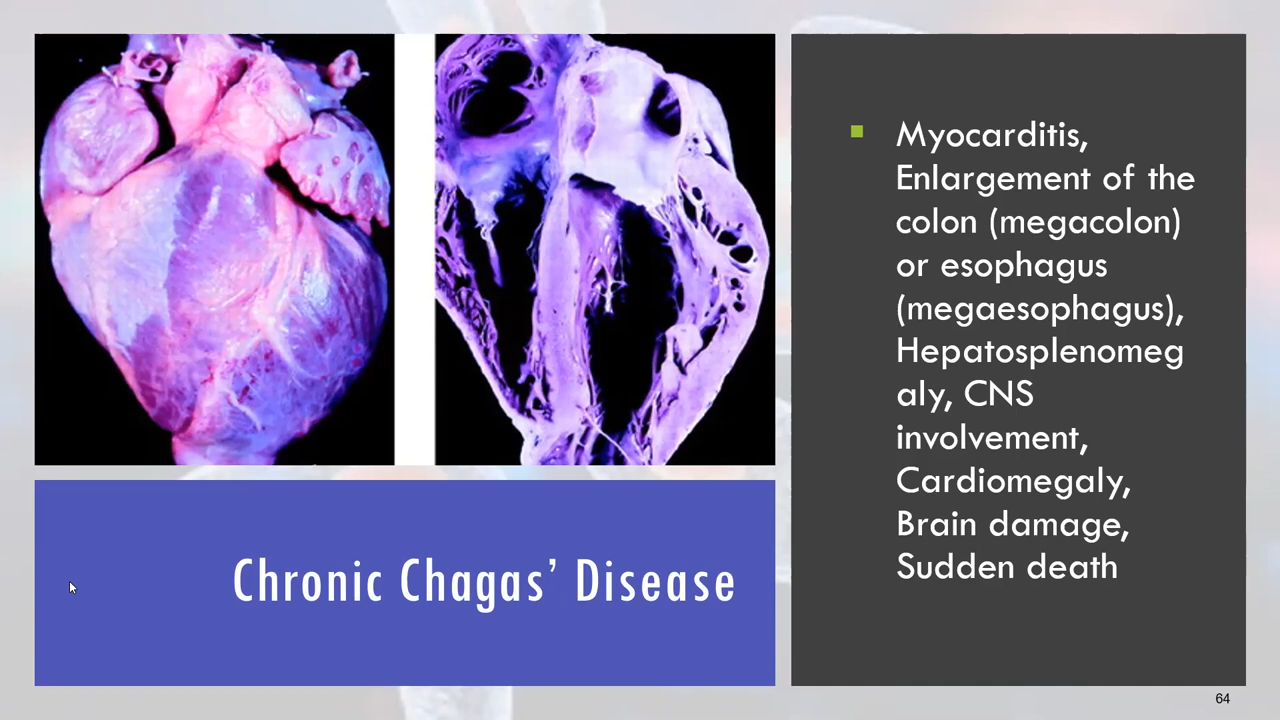 Myocarditis,
Enlargement of the
colon (megacolon)
or esophagus
(megaesophagus),
Hepatosplenomeg
aly, CNS
involvement,
Cardiomegaly,
Brain damage,
Sudden death
Chronic Chagas’ Disease
64